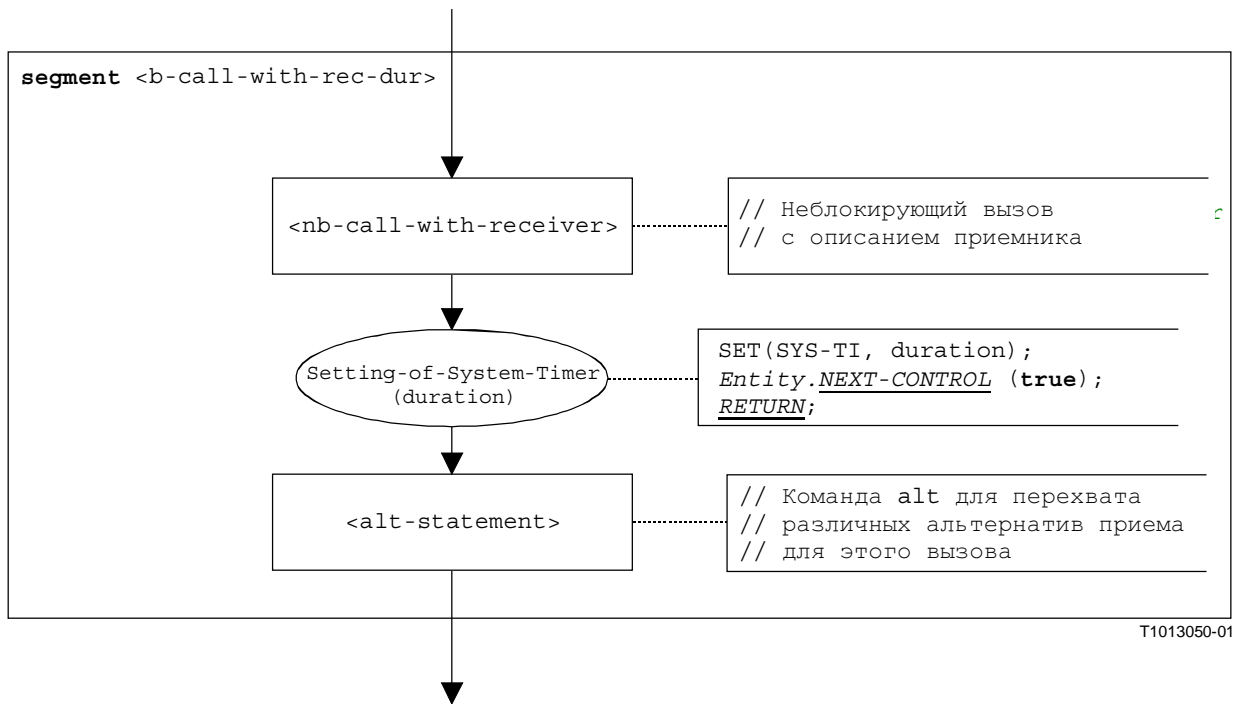 segment <b-call-with-rec-dur>
<nb-call-with-receiver>
// Неблокирующий вызов
// с описанием приемника
Setting-of-System-Timer
(duration)
SET(SYS-TI, duration);
Entity.NEXT-CONTROL (true);
RETURN;
<alt-statement>
// Команда alt для перехвата
// различных альтернатив приема
// для этого вызова
T1013050-01